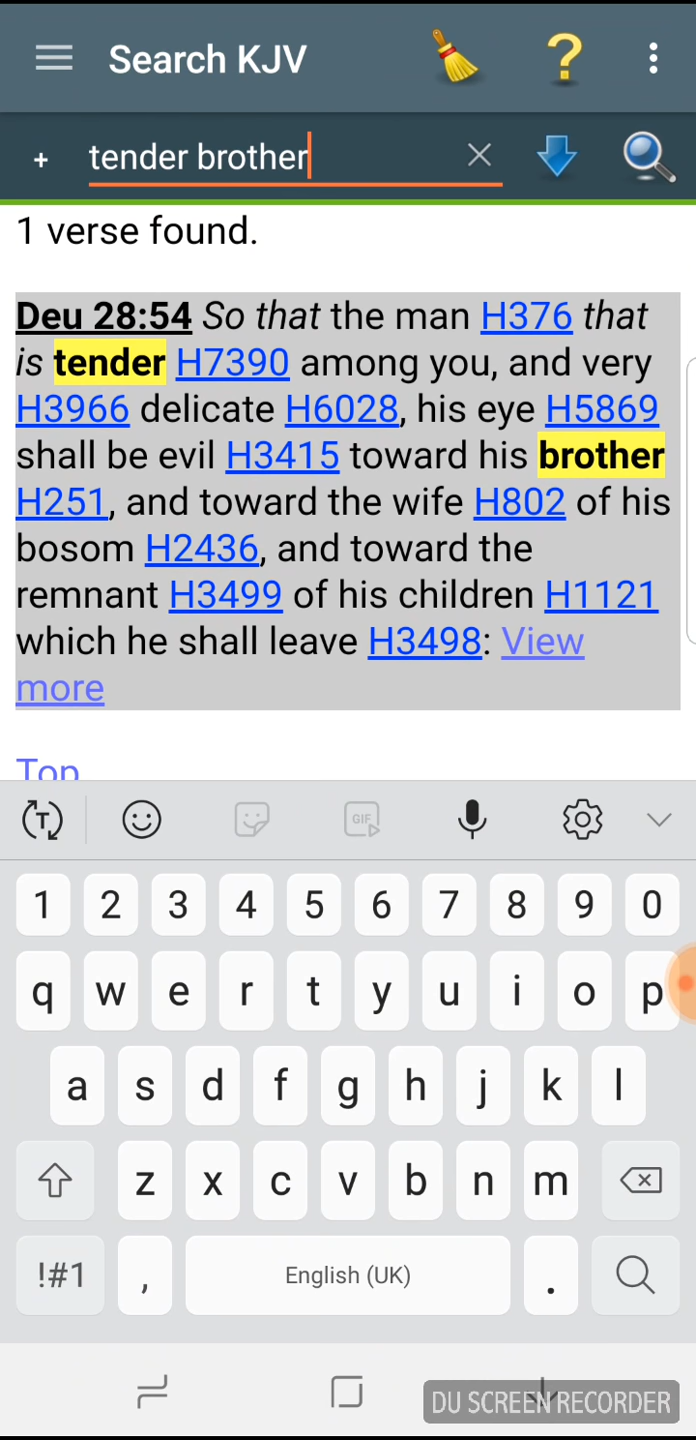 Search KJV
+ tender brother
1 verse found.
Deu 28:54 So that the man H376 that
is tender H7390 among you, and very
H3966 delicate H6028, his eye H5869
shall be evil H3415 toward his brother
H251, and toward the wife H802 of his
bosom H2436, and toward the
remnant H3499 of his children H1121
which he shall leave H3498: View
more
Top
T GIF
1 2 3 4 5 6 7 8 9 0
q w e r t y u i o p
a s d f g h j k l
z x c v b n m
!#1 , English (UK) .
DU SCREEN RECORDER